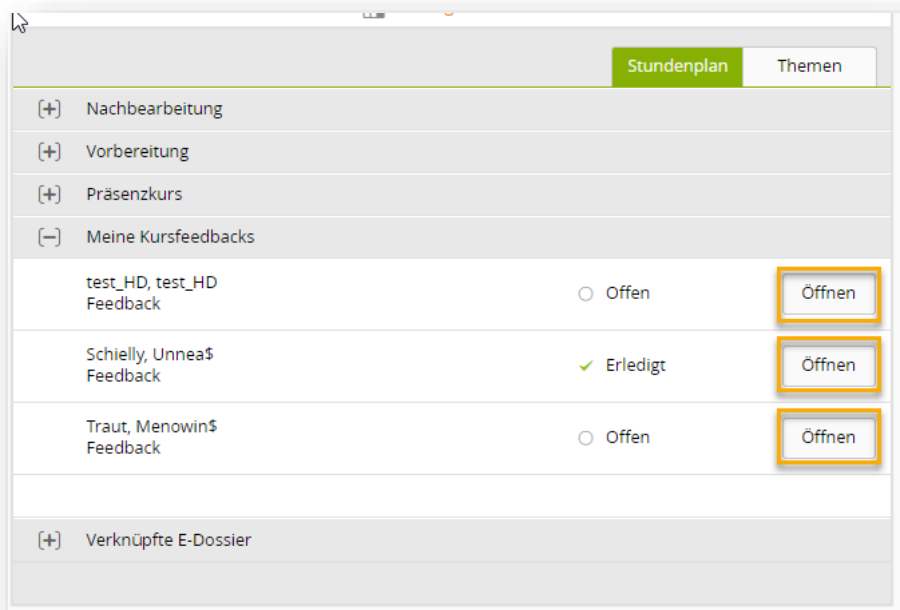 Stundenplan Themen
Nachbearbeitung
Vorbereitung
Präsenzkurs
Meine Kursfeedbacks
test_HD, test_HD
Feedback
Offen
Öffnen
Schielly, Unnea$
Feedback
Erledigt
Öffnen
Traut, Menowin$
Feedback
Offen
Öffnen
Verknüpfte E-Dossier